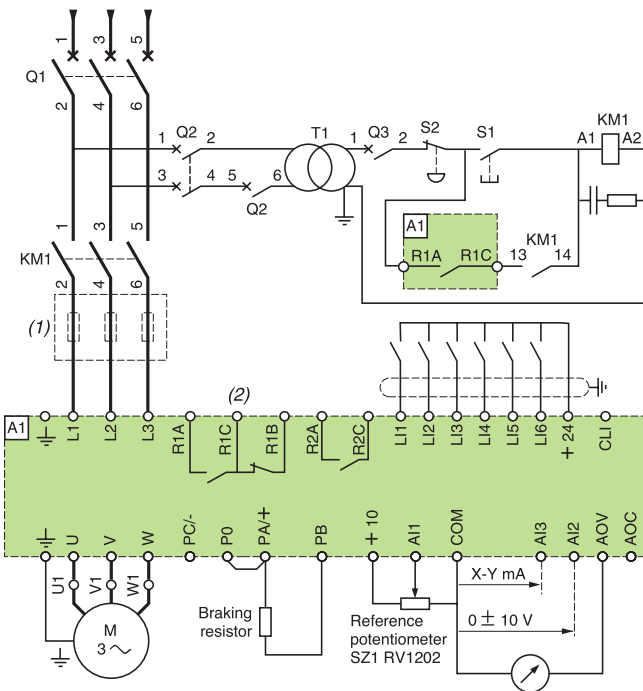 1 3 5
Q1
2 4 6
1 Q2 2 T1 1 Q3 2 S2 S1 KM1
A1 A2
3 4 5 6
Q2
1 3 5
A1
KM1
R1A R1C 13 KM1 14
2 4 6
(1)
(2)
A1
L1 L2 L3 R1A R1C R1B R2A R2C LI1 LI2 LI3 LI4 LI5 LI6 + 24 CLI
U V W PC/- P0 PA/+ PB + 10 AI1 COM AI3 AI2 AOV AOC
U1 V1 W1
X-Y mA
M
3
Braking
resistor
Reference
potentiometer
SZ1 RV1202
0 ± 10 V